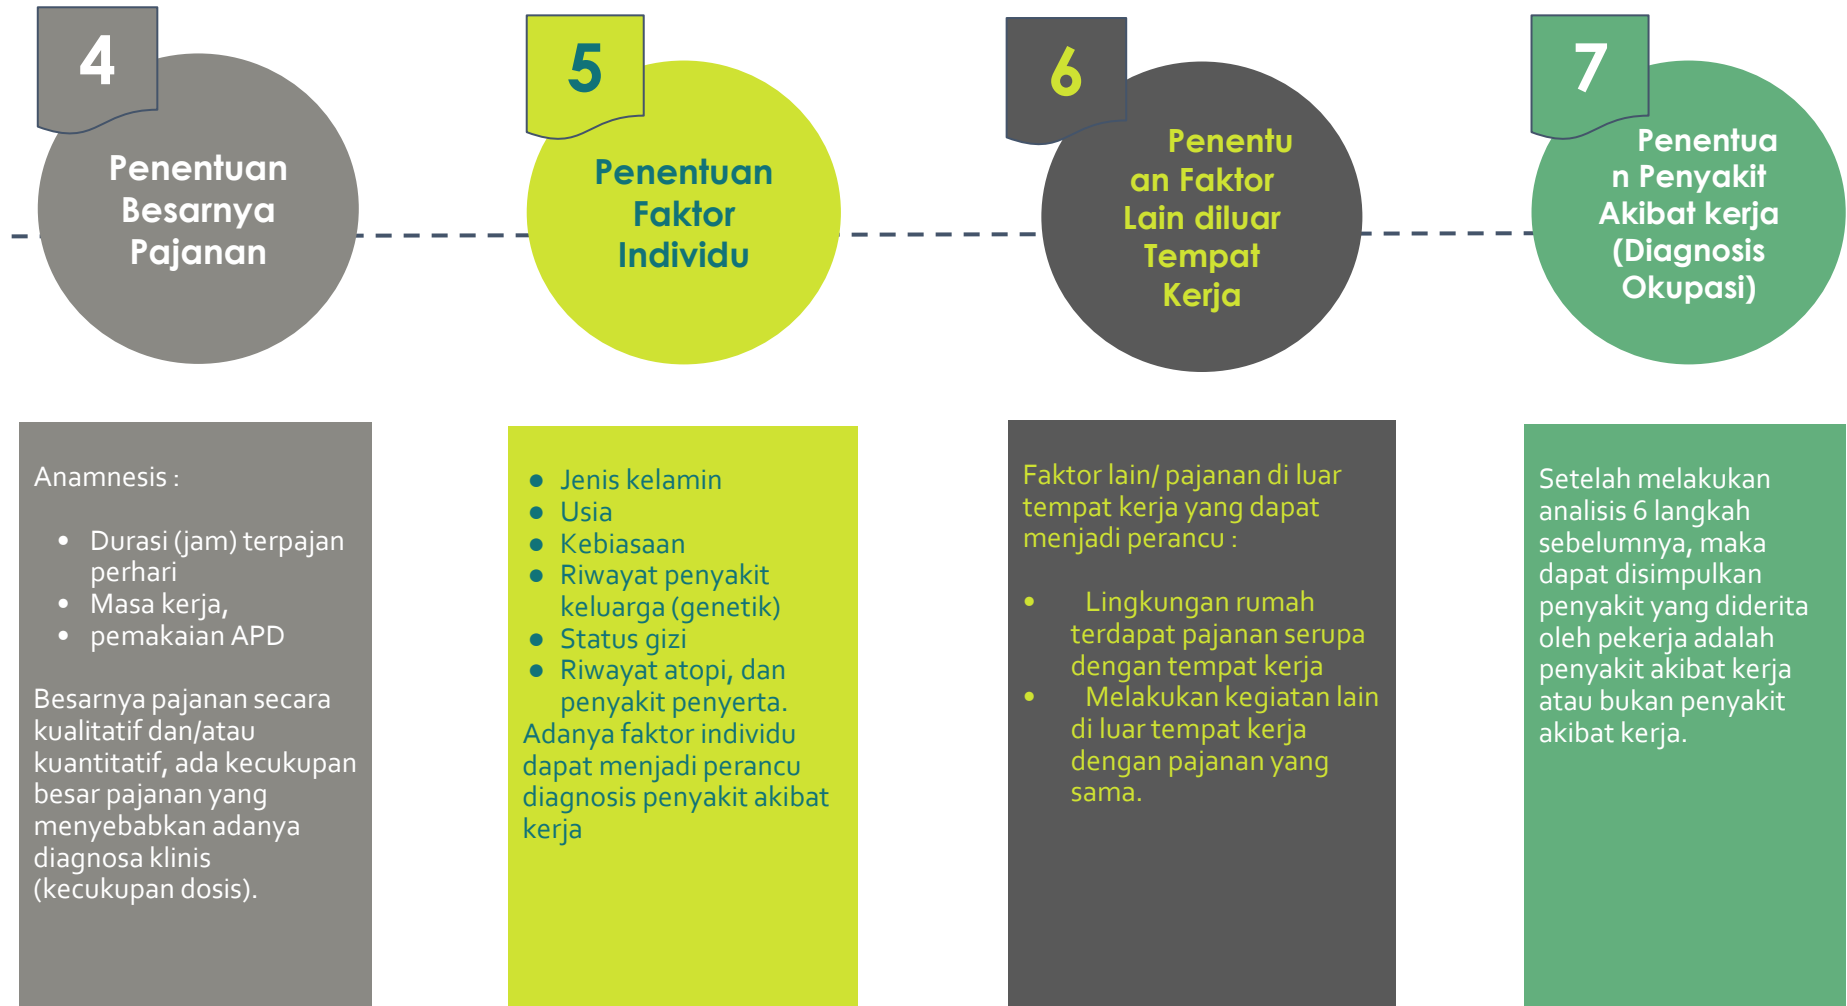 4
Penentuan
Besarnya
Pajanan
Anamnesis :
• Durasi (jam) terpajan
perhari
• Masa kerja,
• pemakaian APD
Besarnya pajanan secara
kualitatif dan/atau
kuantitatif, ada kecukupan
besar pajanan yang
menyebabkan adanya
diagnosa klinis
(kecukupan dosis).
5
Penentuan
Faktor
Individu
● Jenis kelamin
● Usia
● Kebiasaan
● Riwayat penyakit
keluarga (genetik)
● Status gizi
● Riwayat atopi, dan
penyakit penyerta.
Adanya faktor individu
dapat menjadi perancu
diagnosis penyakit akibat
kerja
6
Penentu
an Faktor
Lain diluar
Tempat
Kerja
Faktor lain/ pajanan di luar
tempat kerja yang dapat
menjadi perancu :
• Lingkungan rumah
terdapat pajanan serupa
dengan tempat kerja
• Melakukan kegiatan lain
di luar tempat kerja
dengan pajanan yang
sama.
7
Penentua
n Penyakit
Akibat kerja
(Diagnosis
Okupasi)
Setelah melakukan
analisis 6 langkah
sebelumnya, maka
dapat disimpulkan
penyakit yang diderita
oleh pekerja adalah
penyakit akibat kerja
atau bukan penyakit
akibat kerja.